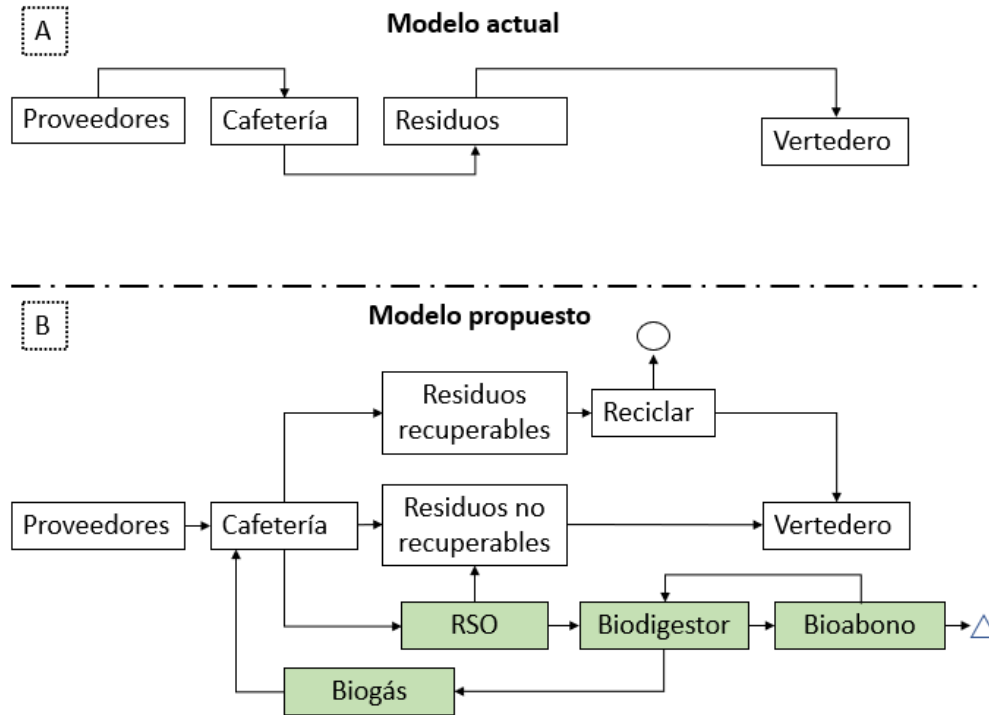 A
Modelo actual
Proveedores
Cafetería
Residuos
Vertedero
B
Modelo propuesto
Residuos
recuperables
Reciclar
Proveedores
Cafetería
Residuos no
recuperables
Vertedero
RSO
Biodigestor
Bioabono
Biogás